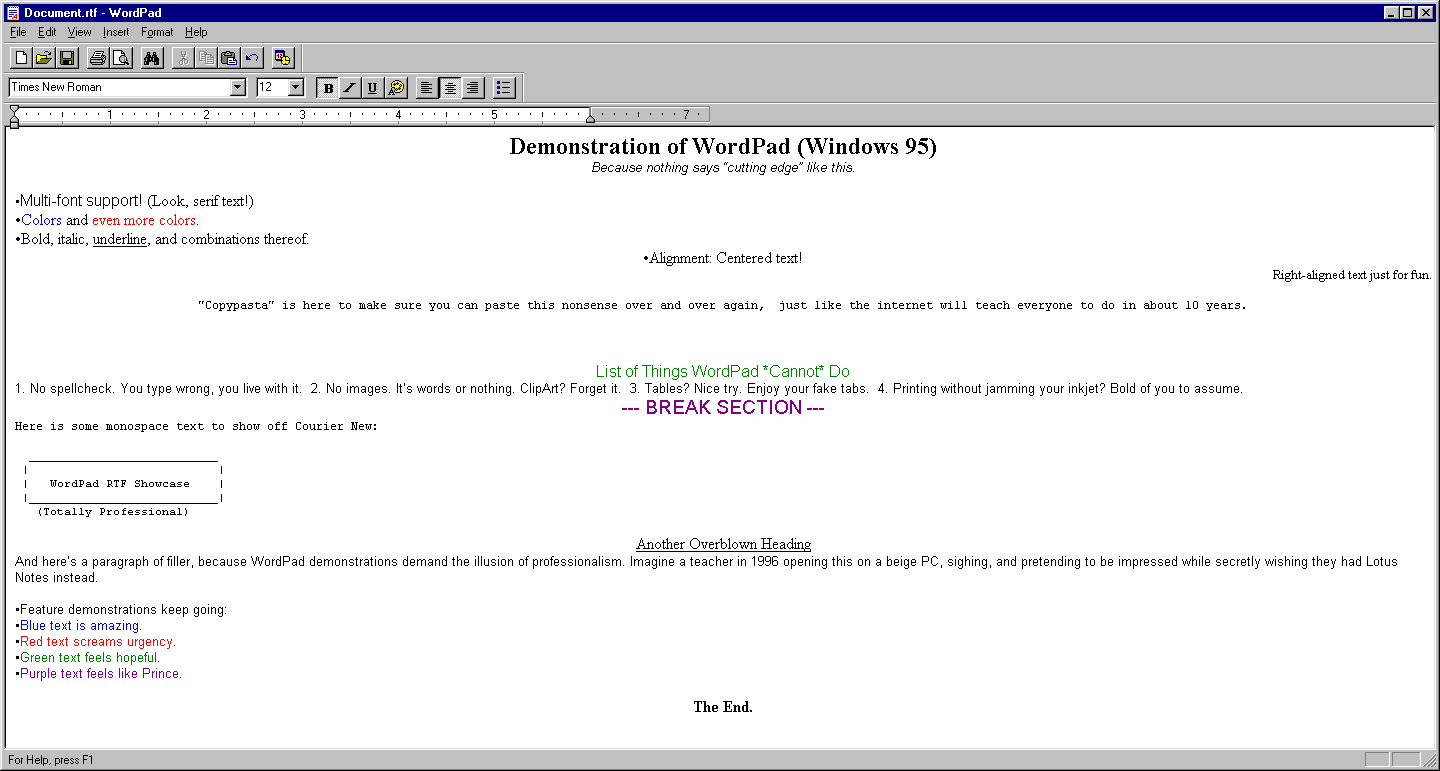 Document.rtf - WordPad
File Edit View Insert Format Help
Times New Roman 12 B I U
1 2 3 4 5 7
Demonstration of WordPad (Windows 95)
Because nothing says “cutting edge” like this.
•Multi-font support! (Look, serif text!)
•Colors and even more colors.
•Bold, italic, underline, and combinations thereof.
•Alignment: Centered text!
Right-aligned text just for fun.
"Copypasta" is here to make sure you can paste this nonsense over and over again,  just like the internet will teach everyone to do in about 10 years.
List of Things WordPad *Cannot* Do
1. No spellcheck. You type wrong, you live with it.  2. No images. It's words or nothing. ClipArt? Forget it.  3. Tables? Nice try. Enjoy your fake tabs.  4. Printing without jamming your inkjet? Bold of you to assume.
--- BREAK SECTION ---
Here is some monospace text to show off Courier New:
WordPad RTF Showcase
(Totally Professional)
Another Overblown Heading
And here's a paragraph of filler, because WordPad demonstrations demand the illusion of professionalism. Imagine a teacher in 1996 opening this on a beige PC, sighing, and pretending to be impressed while secretly wishing they had Lotus
Notes instead.
•Feature demonstrations keep going:
•Blue text is amazing.
•Red text screams urgency.
•Green text feels hopeful.
•Purple text feels like Prince.
The End.
For Help, press F1